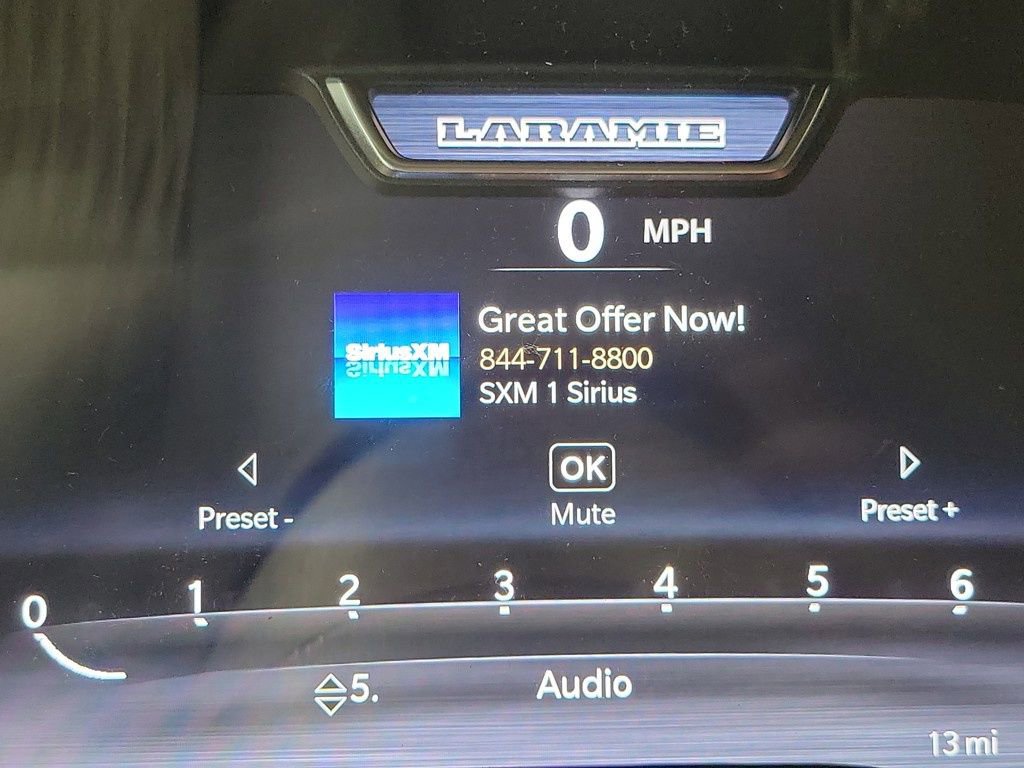 LARAMIE
0 MPH
SiriusXM
Great Offer Now!
844-711-8800
SXM 1 Sirius
OK
Mute
Preset -
Preset +
0 1 2 3 4 5 6
5. Audio
13 mi